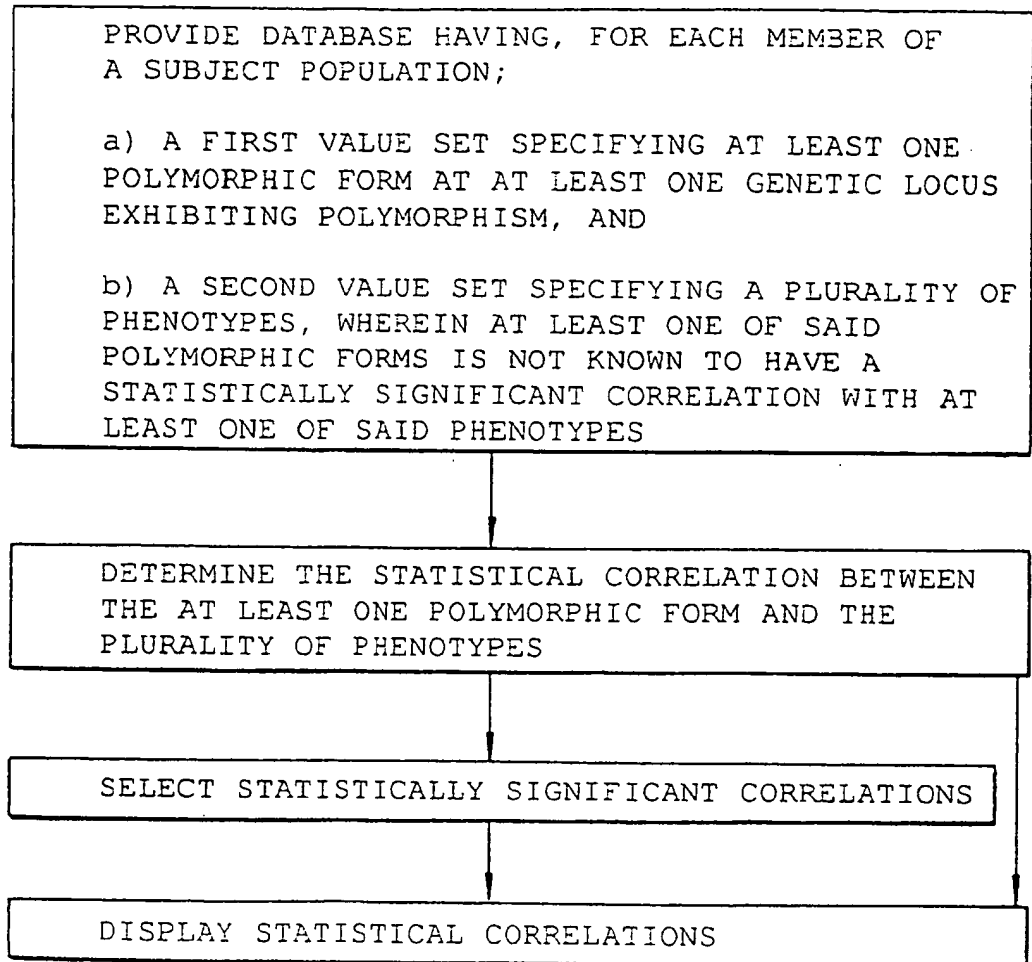 PROVIDE DATABASE HAVING, FOR EACH MEMBER OF
A SUBJECT POPULATION;
a) A FIRST VALUE SET SPECIFYING AT LEAST ONE
POLYMORPHIC FORM AT AT LEAST ONE GENETIC LOCUS
EXHIBITING POLYMORPHISM, AND
b) A SECOND VALUE SET SPECIFYING A PLURALITY OF
PHENOTYPES, WHEREIN AT LEAST ONE OF SAID
POLYMORPHIC FORMS IS NOT KNOWN TO HAVE A
STATISTICALLY SIGNIFICANT CORRELATION WITH AT
LEAST ONE OF SAID PHENOTYPES
DETERMINE THE STATISTICAL CORRELATION BETWEEN
THE AT LEAST ONE POLYMORPHIC FORM AND THE
PLURALITY OF PHENOTYPES
SELECT STATISTICALLY SIGNIFICANT CORRELATIONS
DISPLAY STATISTICAL CORRELATIONS